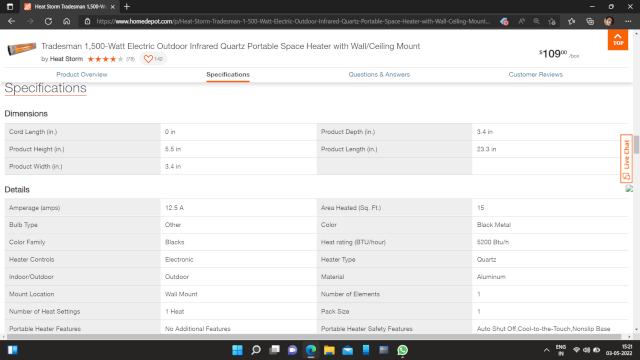 Heat Storm Tradesman 1,500-Wat
https://www.homedepot.com/p/Heat-Storm-Tradesman-1-500-Watt-Electric-Outdoor-Infrared-Quartz-Portable-Space-Heater-with-Wall-Ceiling-Mount...
Tradesman 1,500-Watt Electric Outdoor Infrared Quartz Portable Space Heater with Wall/Ceiling Mount
by Heat Storm (78) 142
$109⁰⁰ /box
TOP
Product Overview Specifications Questions & Answers Customer Reviews
Specifications
Dimensions
Cord Length (in.) 0 in Product Depth (in.) 3.4 in
Product Height (in.) 5.5 in Product Length (in.) 23.3 in
Product Width (in.) 3.4 in
Live Chat
Details
Amperage (amps) 12.5 A Area Heated (Sq. Ft.) 15
Bulb Type Other Color Black Metal
Color Family Blacks Heat rating (BTU/hour) 5200 Btu/h
Heater Controls Electronic Heater Type Quartz
Indoor/Outdoor Outdoor Material Aluminum
Mount Location Wall Mount Number of Elements 1
Number of Heat Settings 1 Heat Pack Size 1
Portable Heater Features No Additional Features Portable Heater Safety Features Auto Shut Off,Cool-to-the-Touch,Nonslip Base
ENG
IN
15:21
03-05-2022